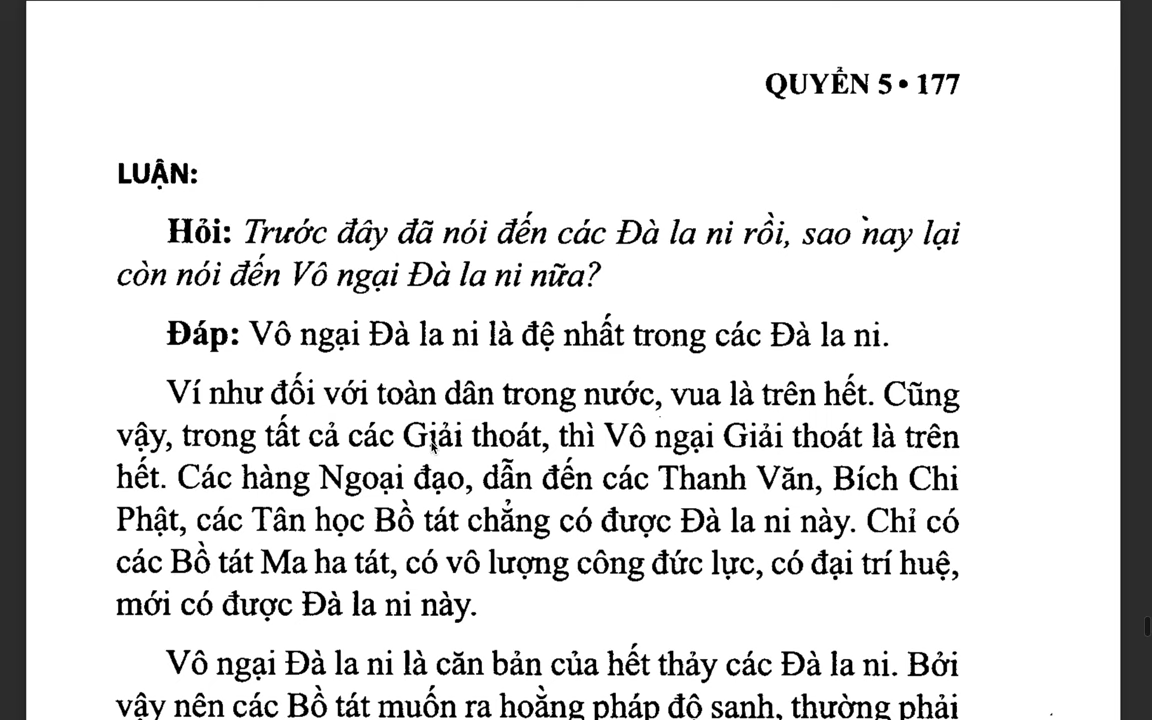 QUYỂN 5 • 177
LUẬN:
Hỏi: Trước đây đã nói đến các Đà la ni rồi, sao nay lại
còn nói đến Vô ngại Đà la ni nữa?
Đáp: Vô ngại Đà la ni là đệ nhất trong các Đà la ni.
Ví như đối với toàn dân trong nước, vua là trên hết. Cũng
vậy, trong tất cả các Giải thoát, thì Vô ngại Giải thoát là trên
hết. Các hàng Ngoại đạo, dẫn đến các Thanh Văn, Bích Chi
Phật, các Tân học Bồ tát chẳng có được Đà la ni này. Chỉ có
các Bồ tát Ma ha tát, có vô lượng công đức lực, có đại trí huệ,
mới có được Đà la ni này.
Vô ngại Đà la ni là căn bản của hết thảy các Đà la ni. Bởi
vậy nên các Bồ tát muốn ra hoằng pháp độ sanh, thường phải